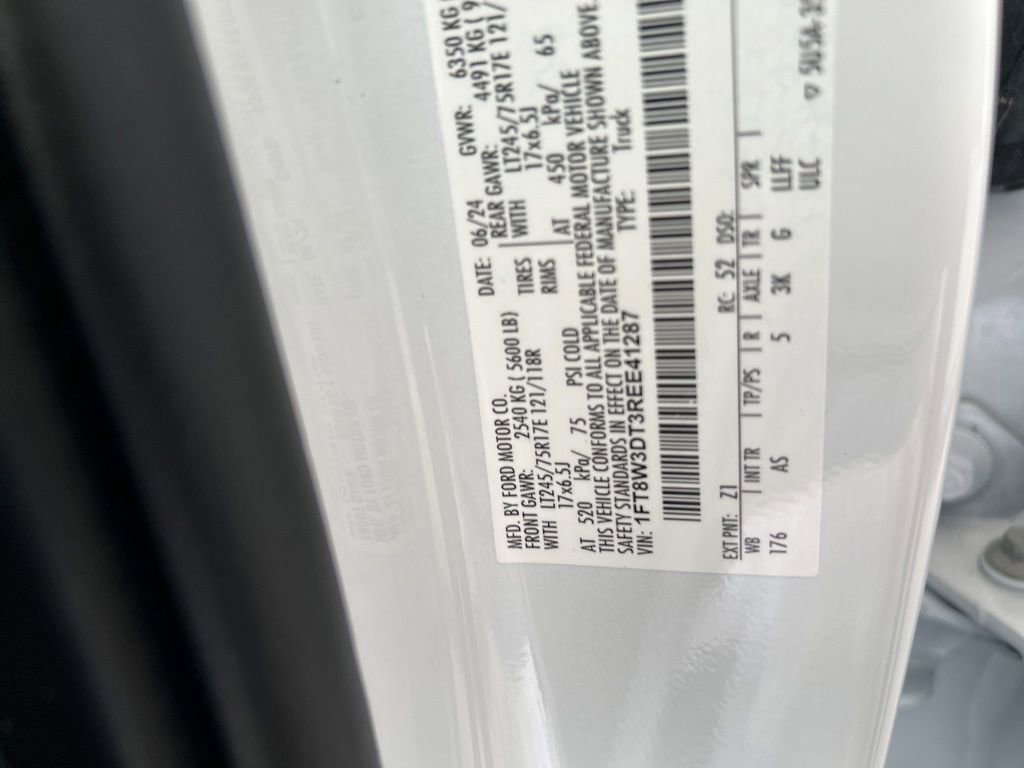 MFD. BY FORD MOTOR CO.
DATE: 06/24 GVWR: 6350 KG
FRONT GAWR: 2540 KG ( 5600 LB) REAR GAWR: 4491 KG ( 9
WITH LT245/75R17E 121/118R TIRES WITH LT245/75R17E 121/
17x6.5J RIMS 17x6.5J
AT 520 kPa/ 75 PSI COLD AT 450 kPa/ 65
THIS VEHICLE CONFORMS TO ALL APPLICABLE FEDERAL MOTOR VEHICLE
SAFETY STANDARDS IN EFFECT ON THE DATE OF MANUFACTURE SHOWN ABOVE.
VIN: 1FT8W3DT3REE41287 TYPE: Truck
EXT PNT: Z1 RC: 52 DSO:
WB | INT TR | TP/PS | R | AXLE | TR | SPR |
176 AS 5 3K G LLFF
ULC
▽ 5U5A-